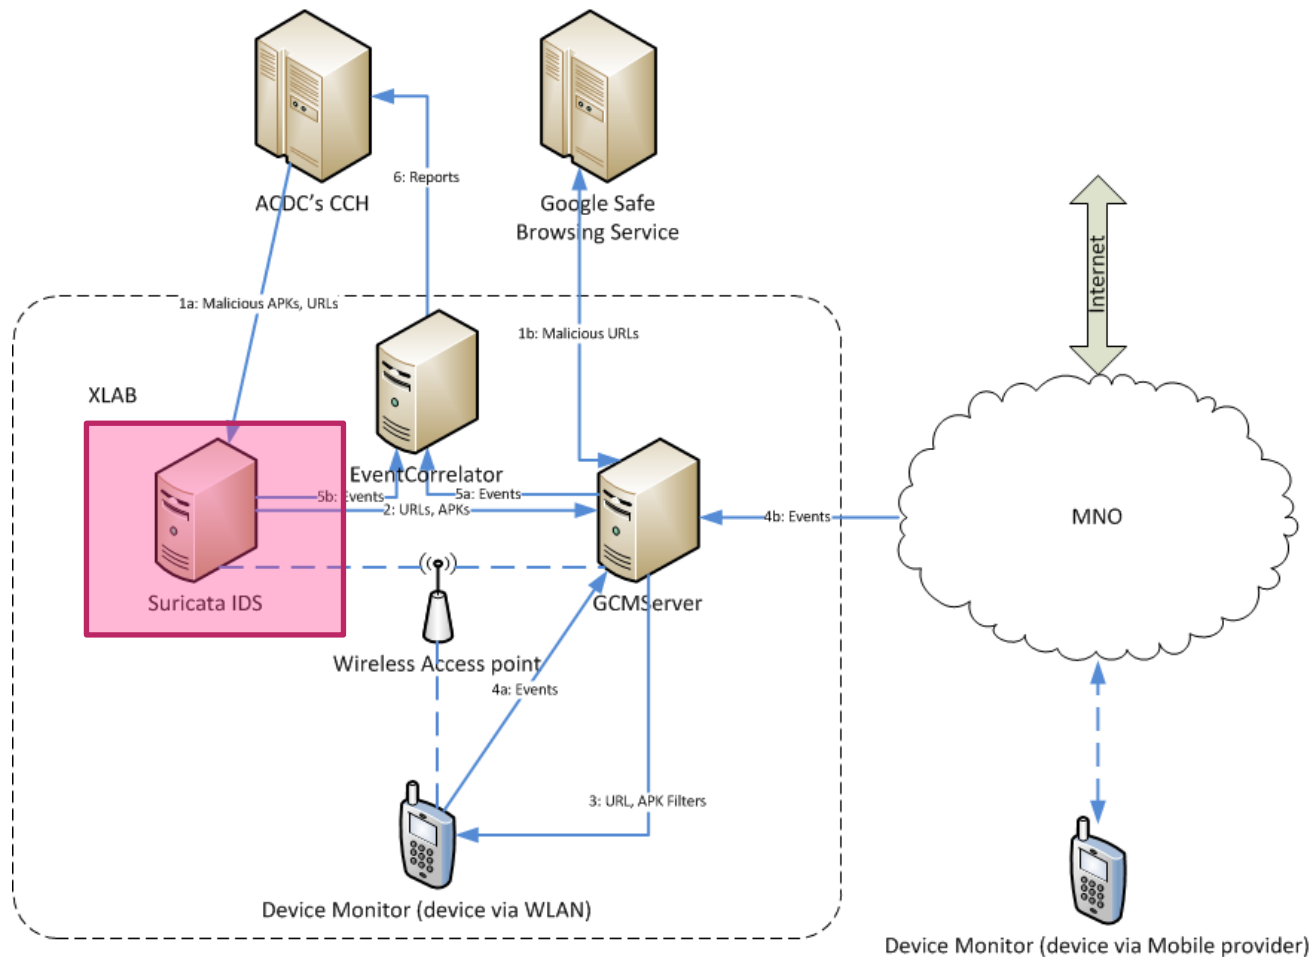 6: Reports
ACDC's CCH
Google Safe
Browsing Service
Internet
1a: Malicious APKs, URLs
1b: Malicious URLs
XLAB
EventCorrelator
5b: Events
5a: Events
2: URLs, APKs
4b: Events
MNO
Suricata IDS
GCMServer
Wireless Access point
4a: Events
3: URL, APK Filters
Device Monitor (device via WLAN)
Device Monitor (device via Mobile provider)